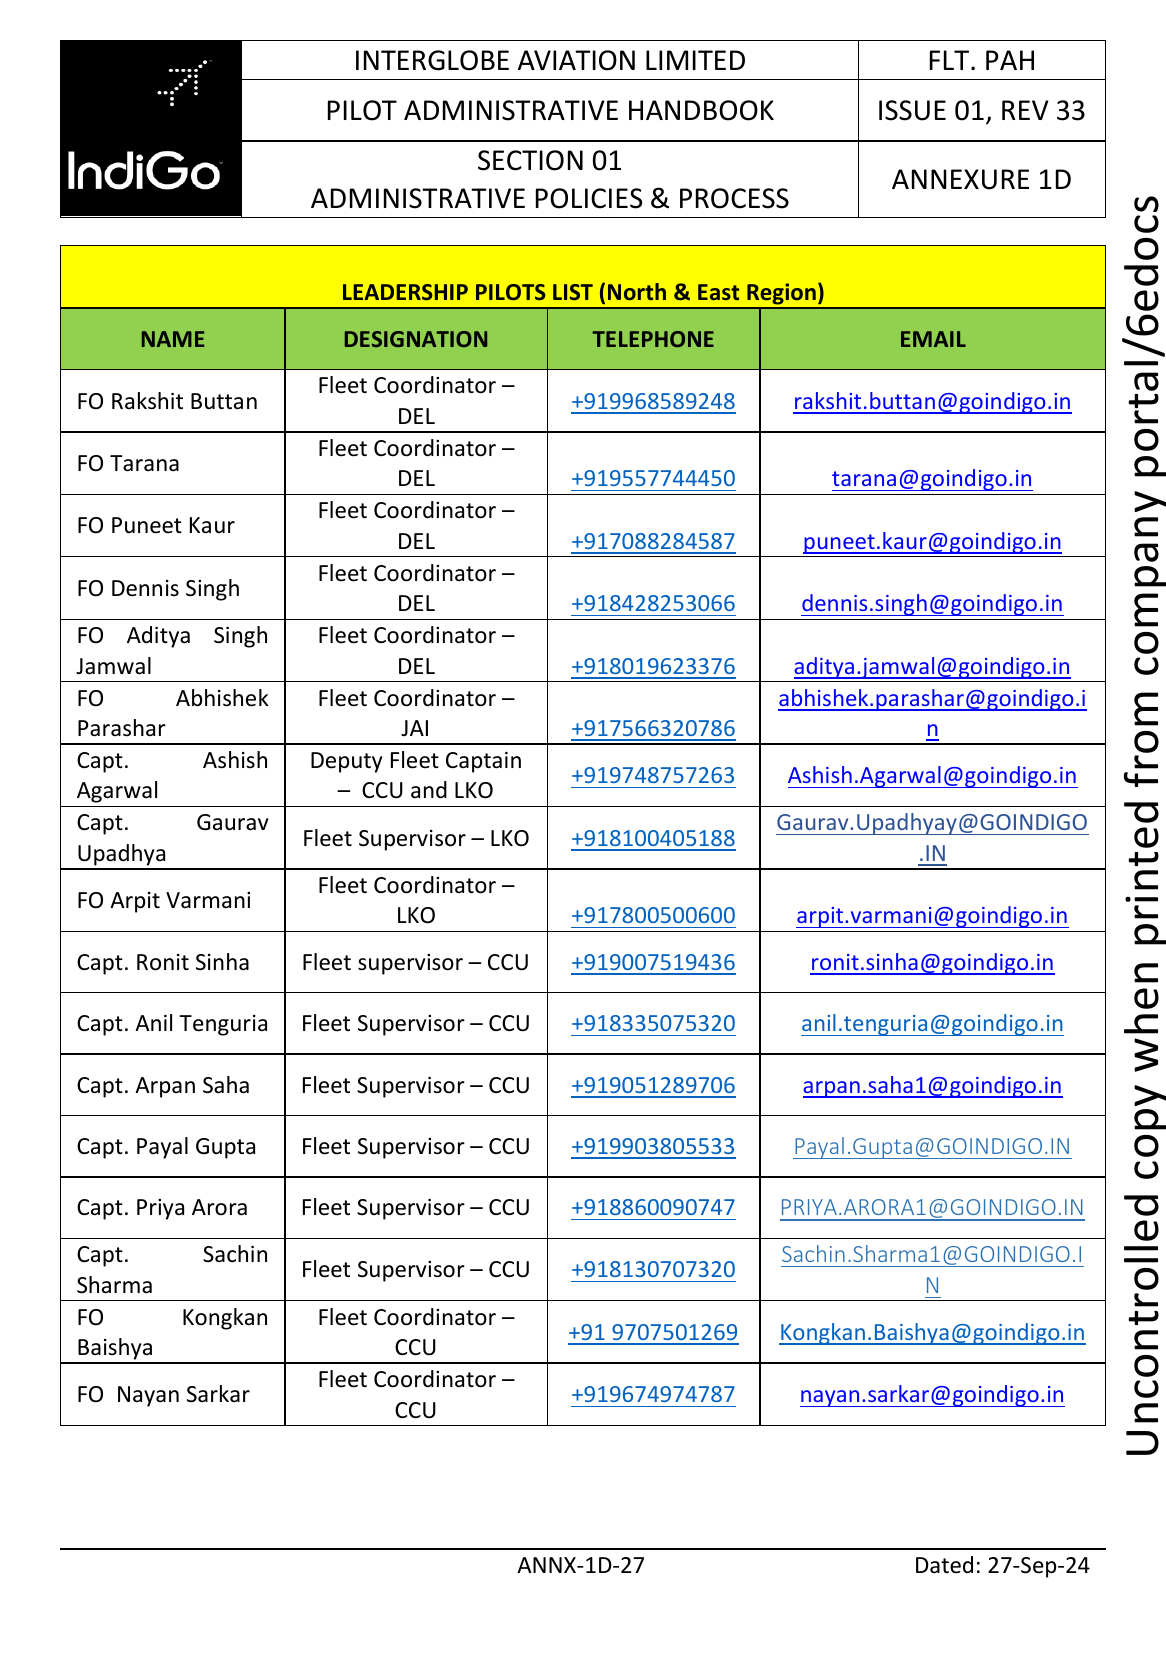 IndiGo
INTERGLOBE AVIATION LIMITED
FLT. PAH
PILOT ADMINISTRATIVE HANDBOOK
ISSUE 01, REV 33
SECTION 01
ADMINISTRATIVE POLICIES & PROCESS
ANNEXURE 1D
LEADERSHIP PILOTS LIST (North & East Region)
NAME
DESIGNATION
TELEPHONE
EMAIL
FO Rakshit Buttan
Fleet Coordinator –
DEL
+919968589248
rakshit.buttan@goindigo.in
FO Tarana
Fleet Coordinator –
DEL
+919557744450
tarana@goindigo.in
FO Puneet Kaur
Fleet Coordinator –
DEL
+917088284587
puneet.kaur@goindigo.in
FO Dennis Singh
Fleet Coordinator –
DEL
+918428253066
dennis.singh@goindigo.in
FO Aditya Singh
Jamwal
Fleet Coordinator –
DEL
+918019623376
aditya.jamwal@goindigo.in
FO Abhishek
Parashar
Fleet Coordinator –
JAI
+917566320786
abhishek.parashar@goindigo.i
n
Capt. Ashish
Agarwal
Deputy Fleet Captain
– CCU and LKO
+919748757263
Ashish.Agarwal@goindigo.in
Capt. Gaurav
Upadhya
Fleet Supervisor – LKO
+918100405188
Gaurav.Upadhyay@GOINDIGO
.IN
FO Arpit Varmani
Fleet Coordinator –
LKO
+917800500600
arpit.varmani@goindigo.in
Capt. Ronit Sinha
Fleet supervisor – CCU
+919007519436
ronit.sinha@goindigo.in
Capt. Anil Tenguria
Fleet Supervisor – CCU
+918335075320
anil.tenguria@goindigo.in
Capt. Arpan Saha
Fleet Supervisor – CCU
+919051289706
arpan.saha1@goindigo.in
Capt. Payal Gupta
Fleet Supervisor – CCU
+919903805533
Payal.Gupta@GOINDIGO.IN
Capt. Priya Arora
Fleet Supervisor – CCU
+918860090747
PRIYA.ARORA1@GOINDIGO.IN
Capt. Sachin
Sharma
Fleet Supervisor – CCU
+918130707320
Sachin.Sharma1@GOINDIGO.I
N
FO Kongkan
Baishya
Fleet Coordinator –
CCU
+91 9707501269
Kongkan.Baishya@goindigo.in
FO Nayan Sarkar
Fleet Coordinator –
CCU
+919674974787
nayan.sarkar@goindigo.in
ANNX-1D-27
Dated: 27-Sep-24
Uncontrolled copy when printed from company portal/6edocs